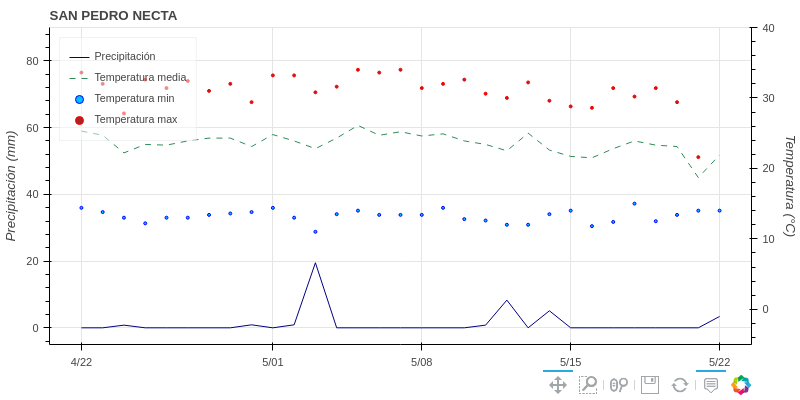 SAN PEDRO NECTA
Precipitación
Temperatura media
Temperatura min
Temperatura max
80
60
40
20
0
Precipitación (mm)
40
30
20
10
0
Temperatura (°C)
4/22
5/01
5/08
5/15
5/22